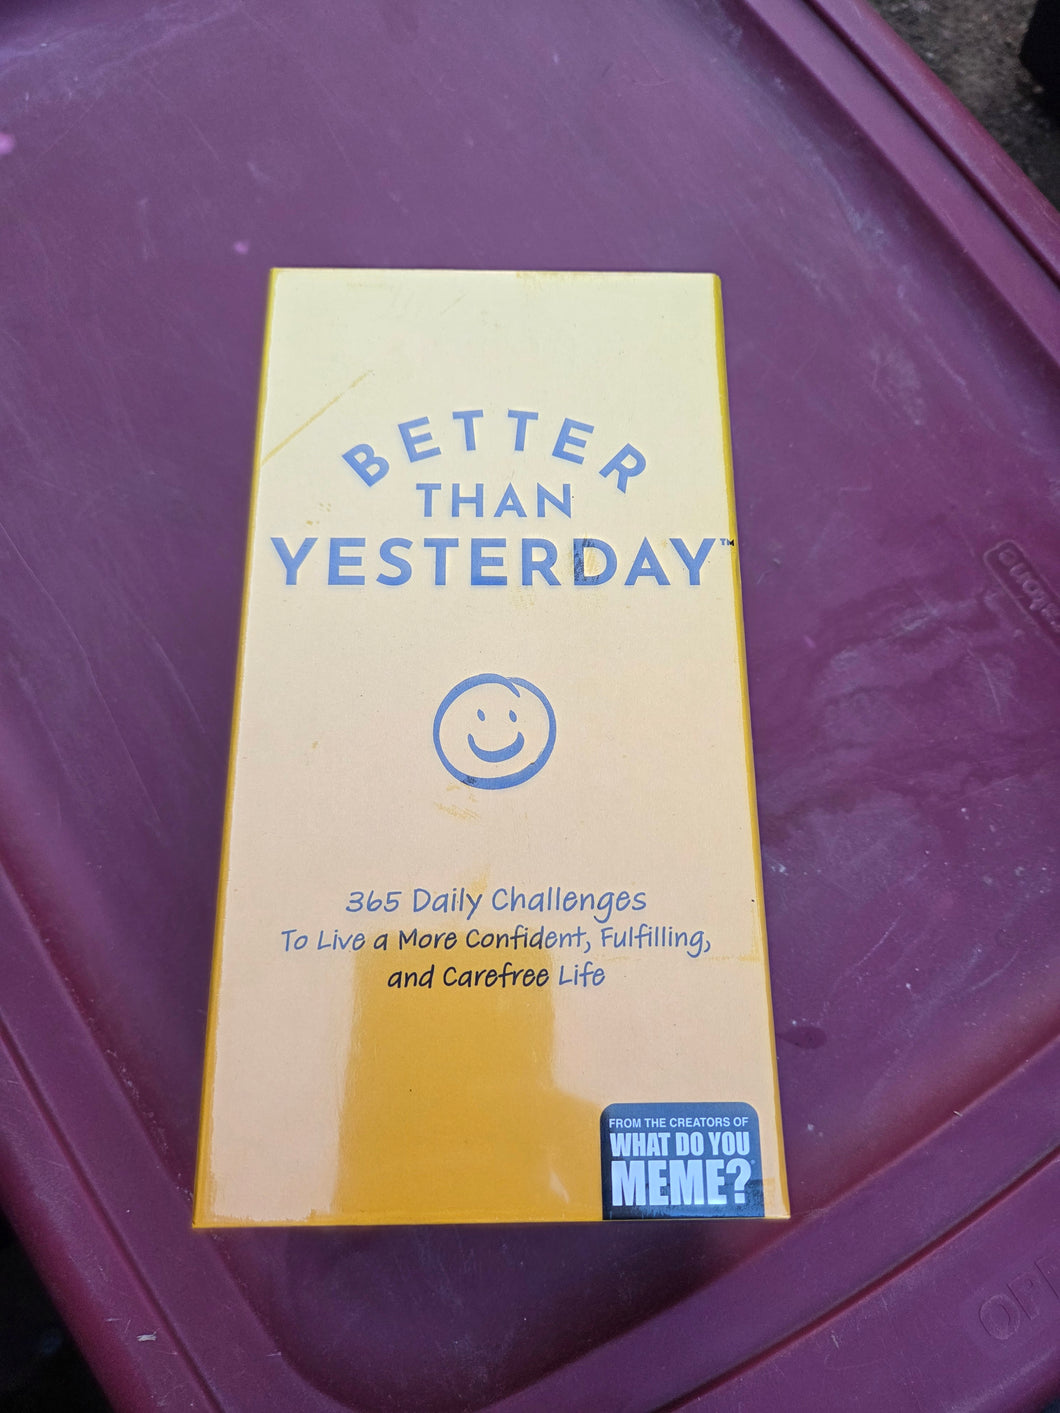 BETTER
THAN
YESTERDAY™
365 Daily Challenges
To Live a More Confident, Fulfilling,
and Carefree Life
FROM THE CREATORS OF
WHAT DO YOU
MEME?